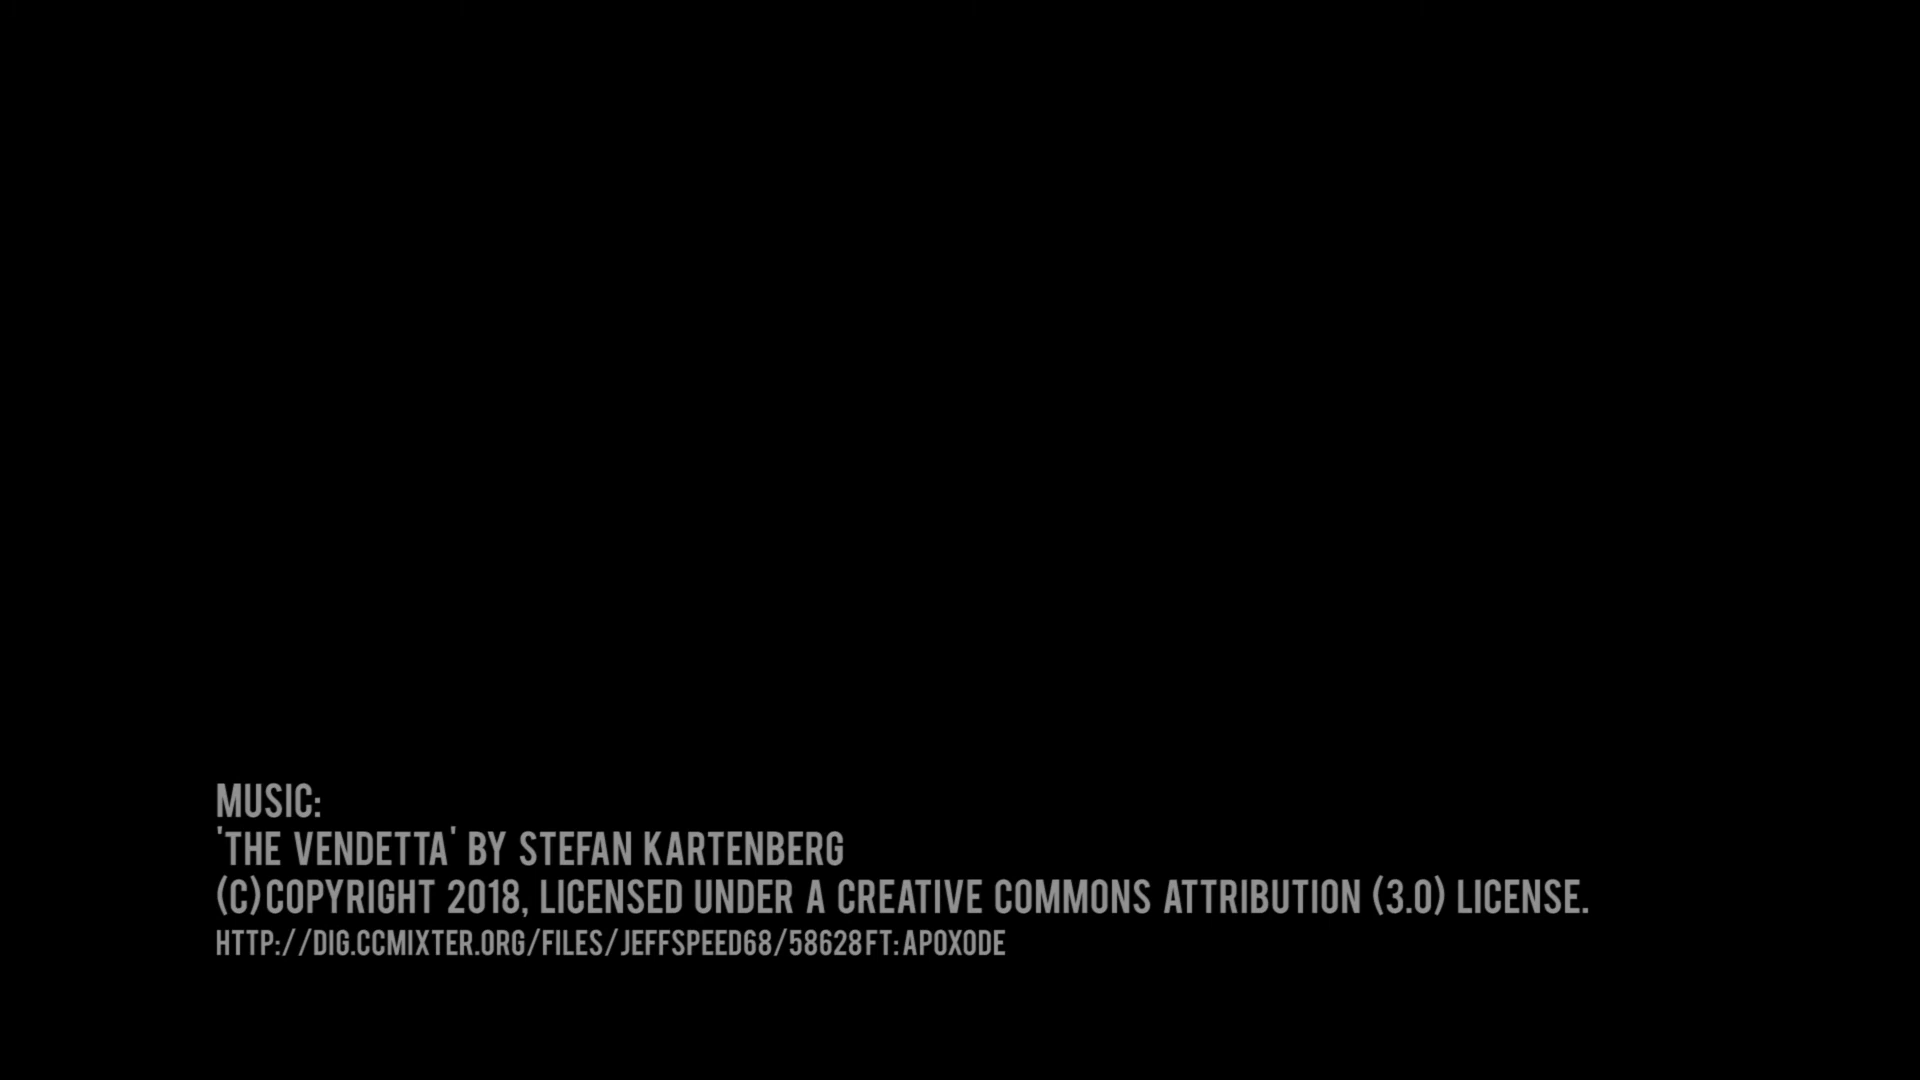 MUSIC:
'THE VENDETTA' BY STEFAN KARTENBERG
(C)COPYRIGHT 2018, LICENSED UNDER A CREATIVE COMMONS ATTRIBUTION (3.0) LICENSE.
HTTP://DIG.CCMIXTER.ORG/FILES/JEFFSPEED68/58628FT: APOXODE